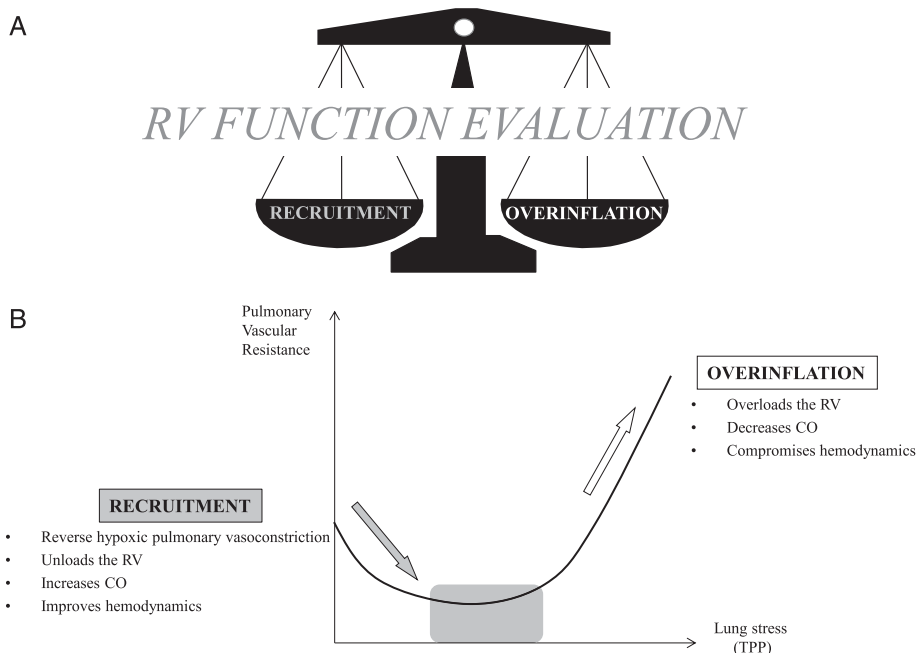 A
RV FUNCTION EVALUATION
RECRUITMENT
OVERINFLATION
B
Pulmonary
Vascular
Resistance
OVERINFLATION
• Overloads the RV
• Decreases CO
• Compromises hemodynamics
RECRUITMENT
• Reverse hypoxic pulmonary vasoconstriction
• Unloads the RV
• Increases CO
• Improves hemodynamics
Lung stress
(TPP)